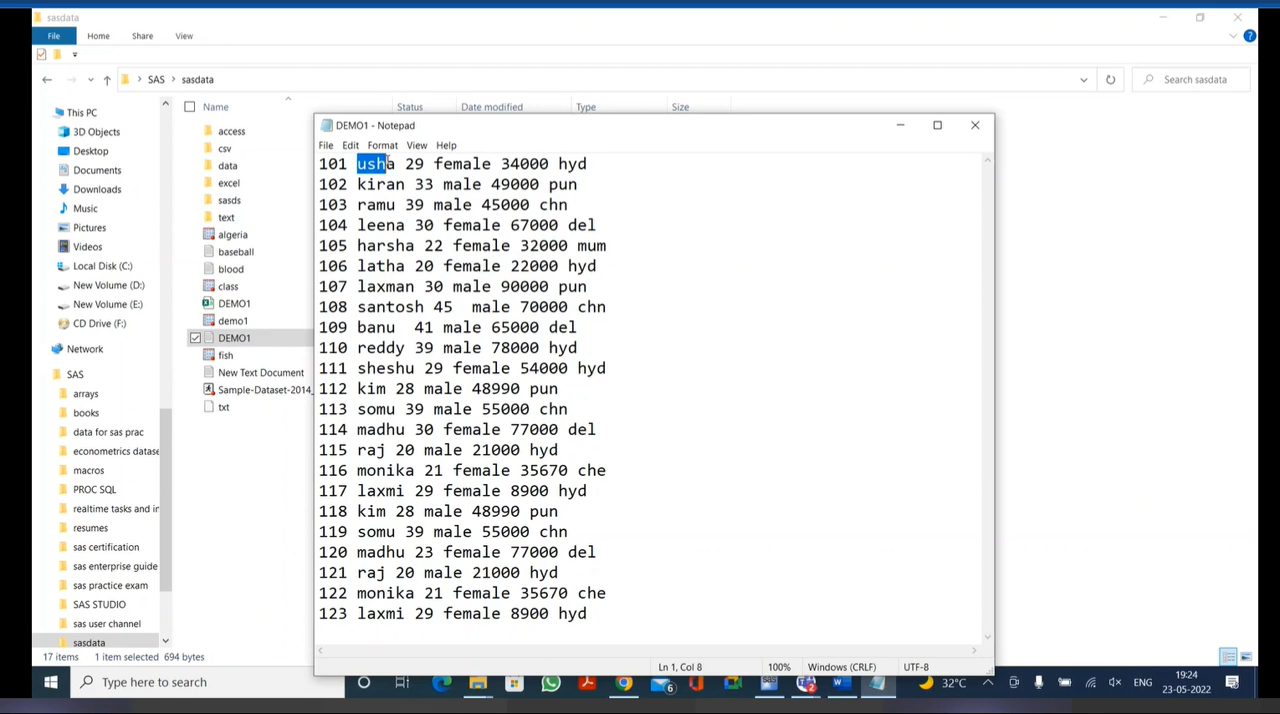 sasdata
File Home Share View
SAS sasdata
Search sasdata
Name Status Date modified Type Size
This PC
3D Objects
Desktop
Documents
Downloads
Music
Pictures
Videos
Local Disk (C:)
New Volume (D:)
New Volume (E:)
CD Drive (F:)
Network
SAS
arrays
books
data for sas prac
econometrics datase
macros
PROC SQL
realtime tasks and in
resumes
sas certification
sas enterprise guide
sas practice exam
SAS STUDIO
sas user channel
sasdata
access
csv
data
excel
sasds
text
algeria
baseball
blood
class
DEMO1
demo1
DEMO1
fish
New Text Document
Sample-Dataset-2014_
txt
DEMO1 - Notepad
File Edit Format View Help
101 usha 29 female 34000 hyd
102 kiran 33 male 49000 pun
103 ramu 39 male 45000 chn
104 leena 30 female 67000 del
105 harsha 22 female 32000 mum
106 latha 20 female 22000 hyd
107 laxman 30 male 90000 pun
108 santosh 45  male 70000 chn
109 banu  41 male 65000 del
110 reddy 39 male 78000 hyd
111 sheshu 29 female 54000 hyd
112 kim 28 male 48990 pun
113 somu 39 male 55000 chn
114 madhu 30 female 77000 del
115 raj 20 male 21000 hyd
116 monika 21 female 35670 che
117 laxmi 29 female 8900 hyd
118 kim 28 male 48990 pun
119 somu 39 male 55000 chn
120 madhu 23 female 77000 del
121 raj 20 male 21000 hyd
122 monika 21 female 35670 che
123 laxmi 29 female 8900 hyd
Ln 1, Col 8 100% Windows (CRLF) UTF-8
17 items 1 item selected 694 bytes
Type here to search
6
2
32°C
ENG
19:24
23-05-2022